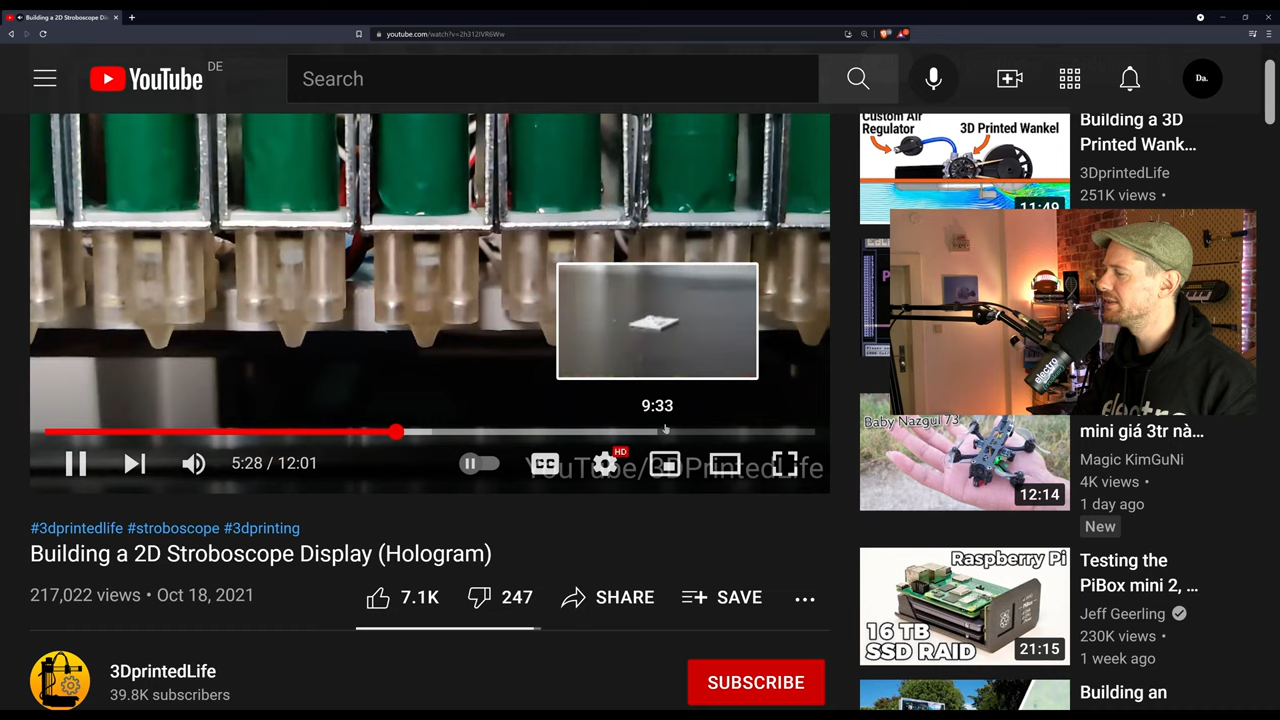 Building a 2D Stroboscope Di
youtube.com/watch?v=2h312IVR6Ww
YouTube
DE
Search
Da.
Custom Air
Regulator
3D Printed Wankel
11:49
Building a 3D
Printed Wank...
3DprintedLife
251K views •
electro
9:33
5:28 / 12:01
CC
HD
YouTube/3DPrintedLife
Baby Nazgul 73
12:14
mini giá 3tr nà...
Magic KimGuNi
4K views •
1 day ago
New
#3dprintedlife #stroboscope #3dprinting
Building a 2D Stroboscope Display (Hologram)
217,022 views • Oct 18, 2021
7.1K
247
SHARE
SAVE
Raspberry Pi
16 TB
SSD RAID
21:15
Testing the
PiBox mini 2, ...
Jeff Geerling
230K views •
1 week ago
3DprintedLife
39.8K subscribers
SUBSCRIBE
Building an